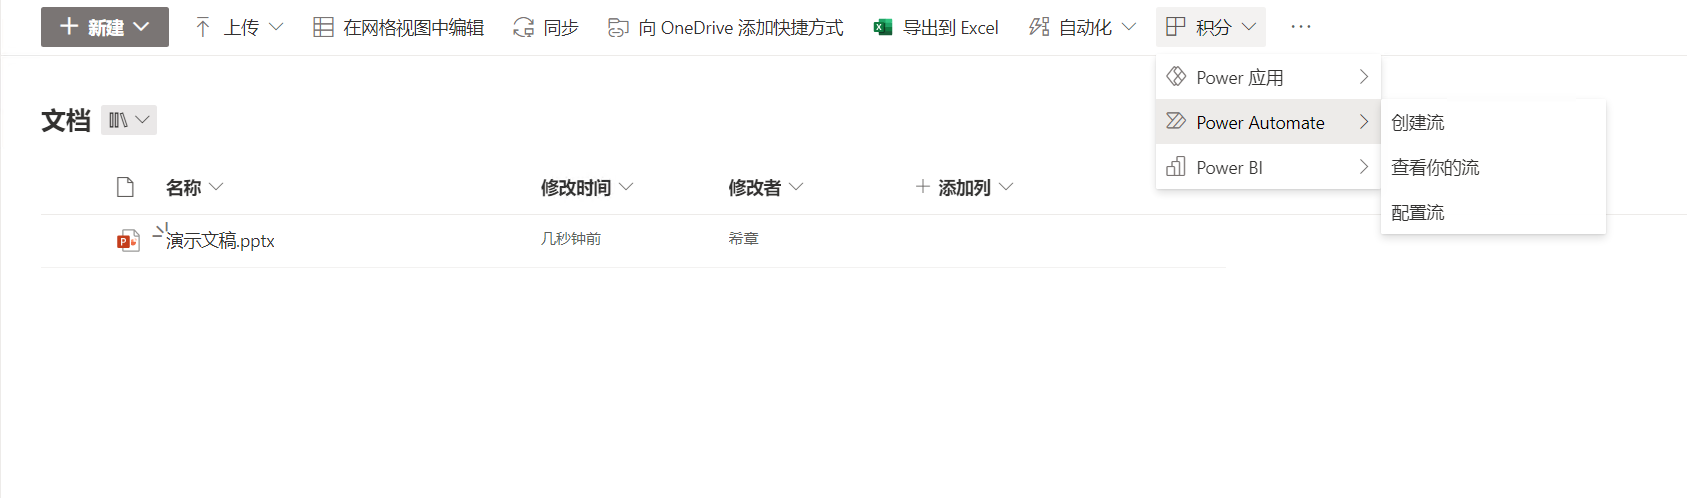 新建 上传 在网格视图中编辑 同步 向 OneDrive 添加快捷方式 导出到 Excel 自动化 积分 ···
Power 应用
Power Automate
Power BI
创建流
查看你的流
配置流
文档
名称 修改时间 修改者 添加列
演示文稿.pptx 几秒钟前 希章